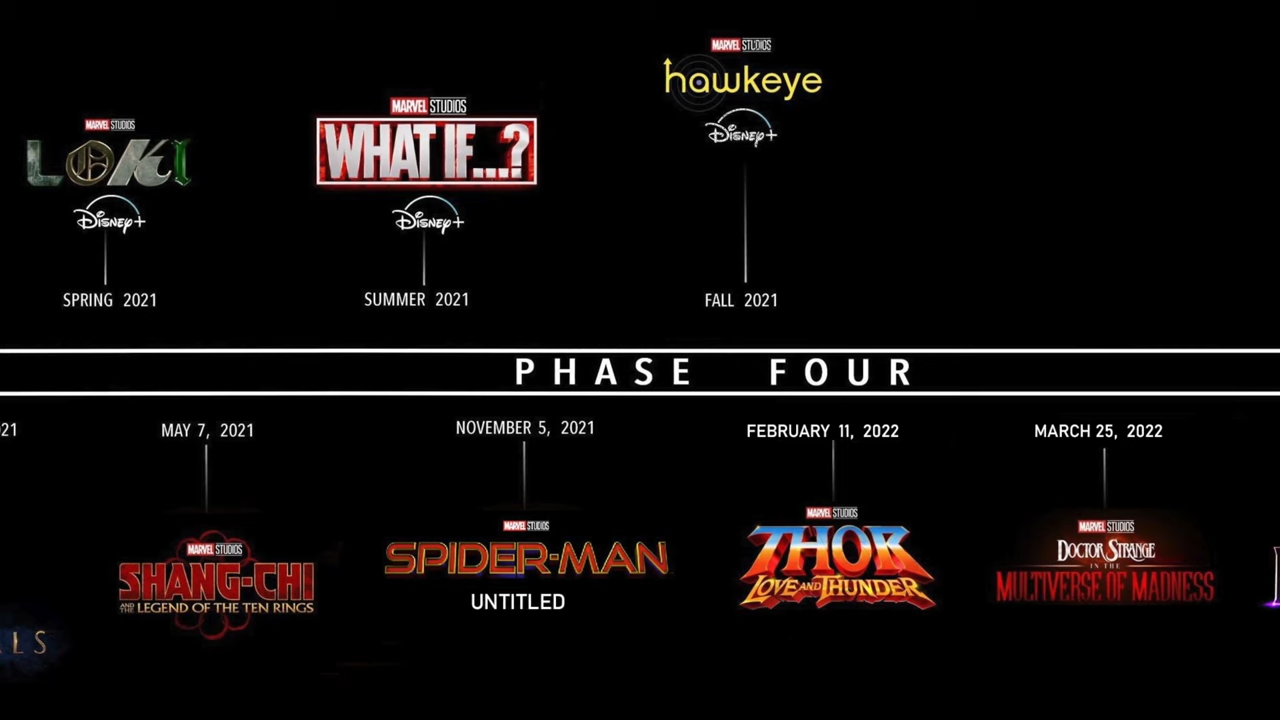 MARVEL STUDIOS
hawkeye
Disney+
FALL 2021
MARVEL STUDIOS
WHAT IF...?
Disney+
SUMMER 2021
MARVEL STUDIOS
LOKI
Disney+
SPRING 2021
PHASE FOUR
21
LS
MAY 7, 2021
MARVEL STUDIOS
SHANG-CHI
AND THE LEGEND OF THE TEN RINGS
NOVEMBER 5, 2021
MARVEL STUDIOS
SPIDER-MAN
UNTITLED
FEBRUARY 11, 2022
MARVEL STUDIOS
THOR
LOVE AND THUNDER
MARCH 25, 2022
MARVEL STUDIOS
DOCTOR STRANGE
IN THE
MULTIVERSE OF MADNESS